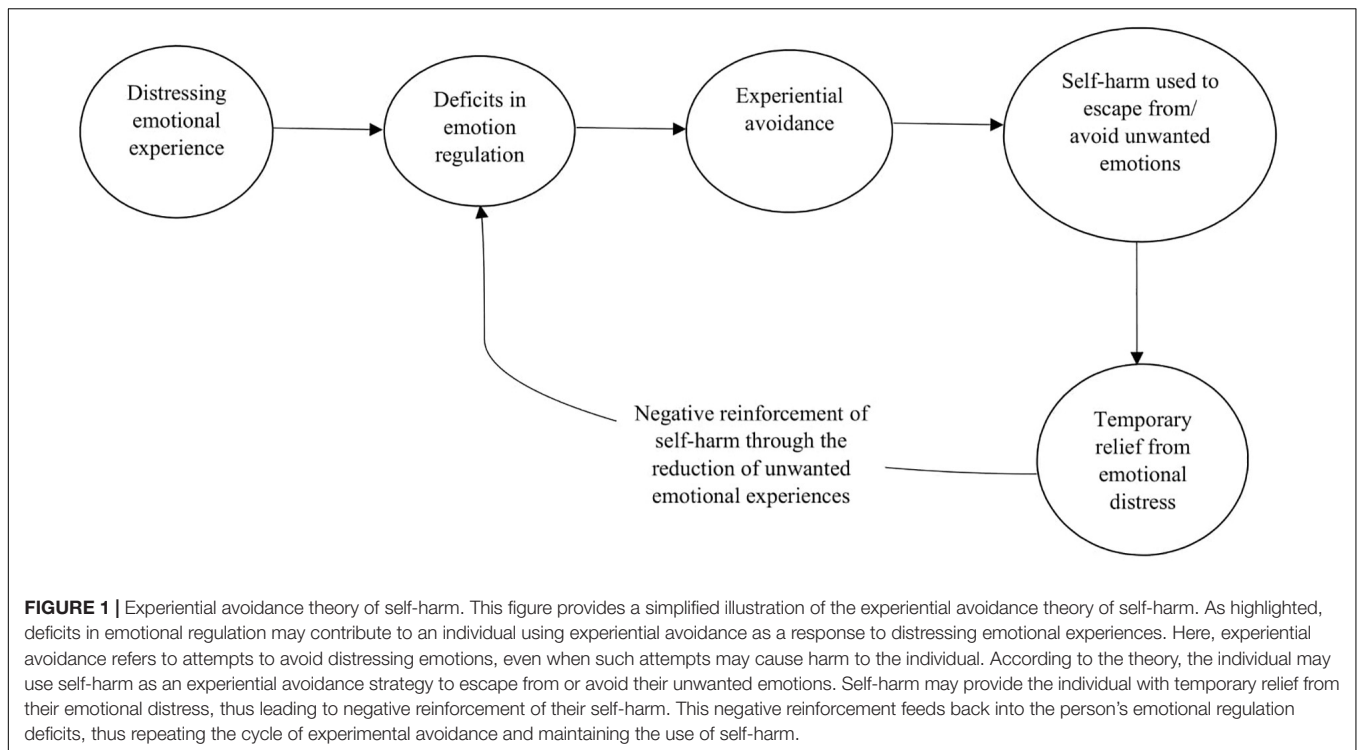 Distressing
emotional
experience
Deficits in
emotion
regulation
Experiential
avoidance
Self-harm used to
escape from/
avoid unwanted
emotions
Negative reinforcement of
self-harm through the
reduction of unwanted
emotional experiences
Temporary
relief from
emotional
distress
FIGURE 1 | Experiential avoidance theory of self-harm. This figure provides a simplified illustration of the experiential avoidance theory of self-harm. As highlighted,
deficits in emotional regulation may contribute to an individual using experiential avoidance as a response to distressing emotional experiences. Here, experiential
avoidance refers to attempts to avoid distressing emotions, even when such attempts may cause harm to the individual. According to the theory, the individual may
use self-harm as an experiential avoidance strategy to escape from or avoid their unwanted emotions. Self-harm may provide the individual with temporary relief from
their emotional distress, thus leading to negative reinforcement of their self-harm. This negative reinforcement feeds back into the person's emotional regulation
deficits, thus repeating the cycle of experimental avoidance and maintaining the use of self-harm.